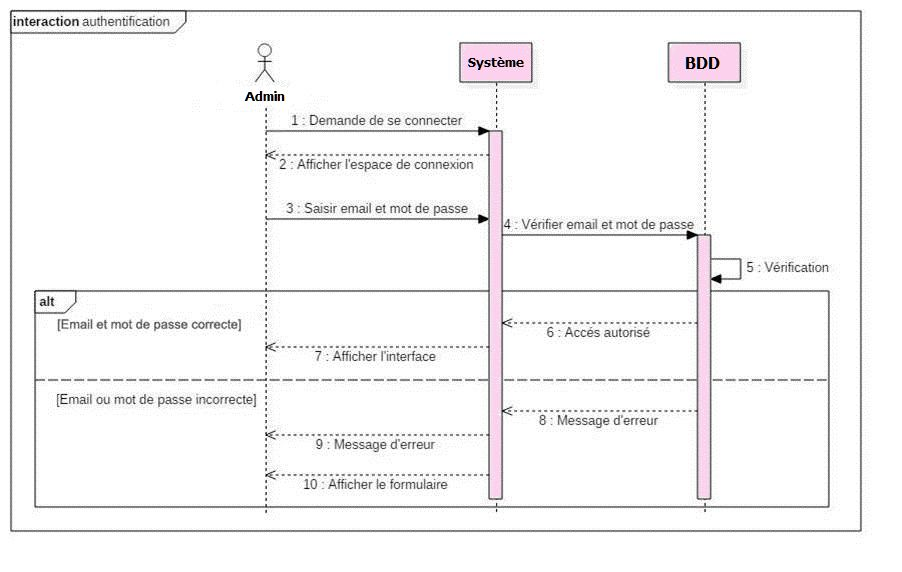 interaction authentification
Système
BDD
Admin
1 : Demande de se connecter
2 : Afficher l'espace de connexion
3 : Saisir email et mot de passe
4 : Vérifier email et mot de passe
5 : Vérification
alt
[Email et mot de passe correcte]
6 : Accés autorisé
7 : Afficher l'interface
[Email ou mot de passe incorrecte]
8 : Message d'erreur
9 : Message d'erreur
10 : Afficher le formulaire